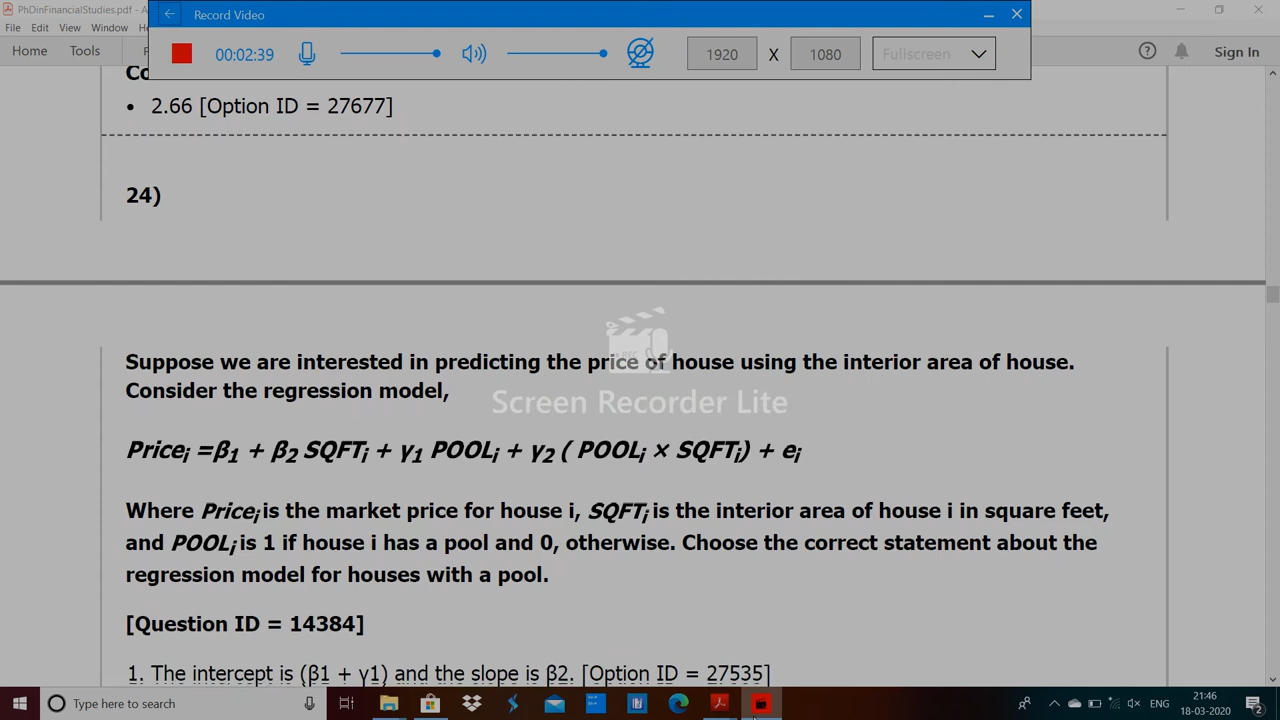 PhDinFinancialStudies.pdf -
Record Video
File Edit View Window
00:02:39
1920 X 1080
Fullscreen
Home Tools
Sign In
• 2.66 [Option ID = 27677]
24)
Suppose we are interested in predicting the price of house using the interior area of house.
Consider the regression model,
Screen Recorder Lite
Priceᵢ =β₁ + β₂ SQFTᵢ + γ₁ POOLᵢ + γ₂ ( POOLᵢ × SQFTᵢ) + eᵢ
Where Priceᵢ is the market price for house i, SQFTᵢ is the interior area of house i in square feet,
and POOLᵢ is 1 if house i has a pool and 0, otherwise. Choose the correct statement about the
regression model for houses with a pool.
[Question ID = 14384]
1. The intercept is (β1 + γ1) and the slope is β2. [Option ID = 27535]
Type here to search
ENG
21:46
18-03-2020
2